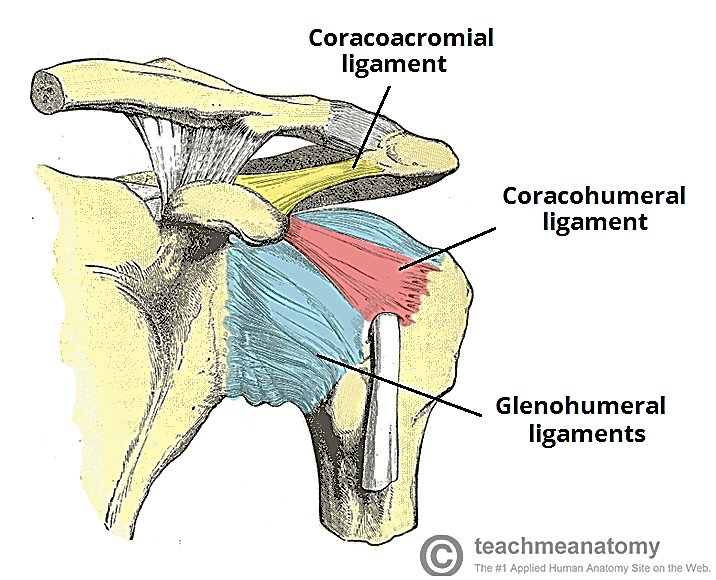 Coracoacromial
ligament
Coracohumeral
ligament
Glenohumeral
ligaments
© teachmeanatomy
The #1 Applied Human Anatomy Site on the Web.